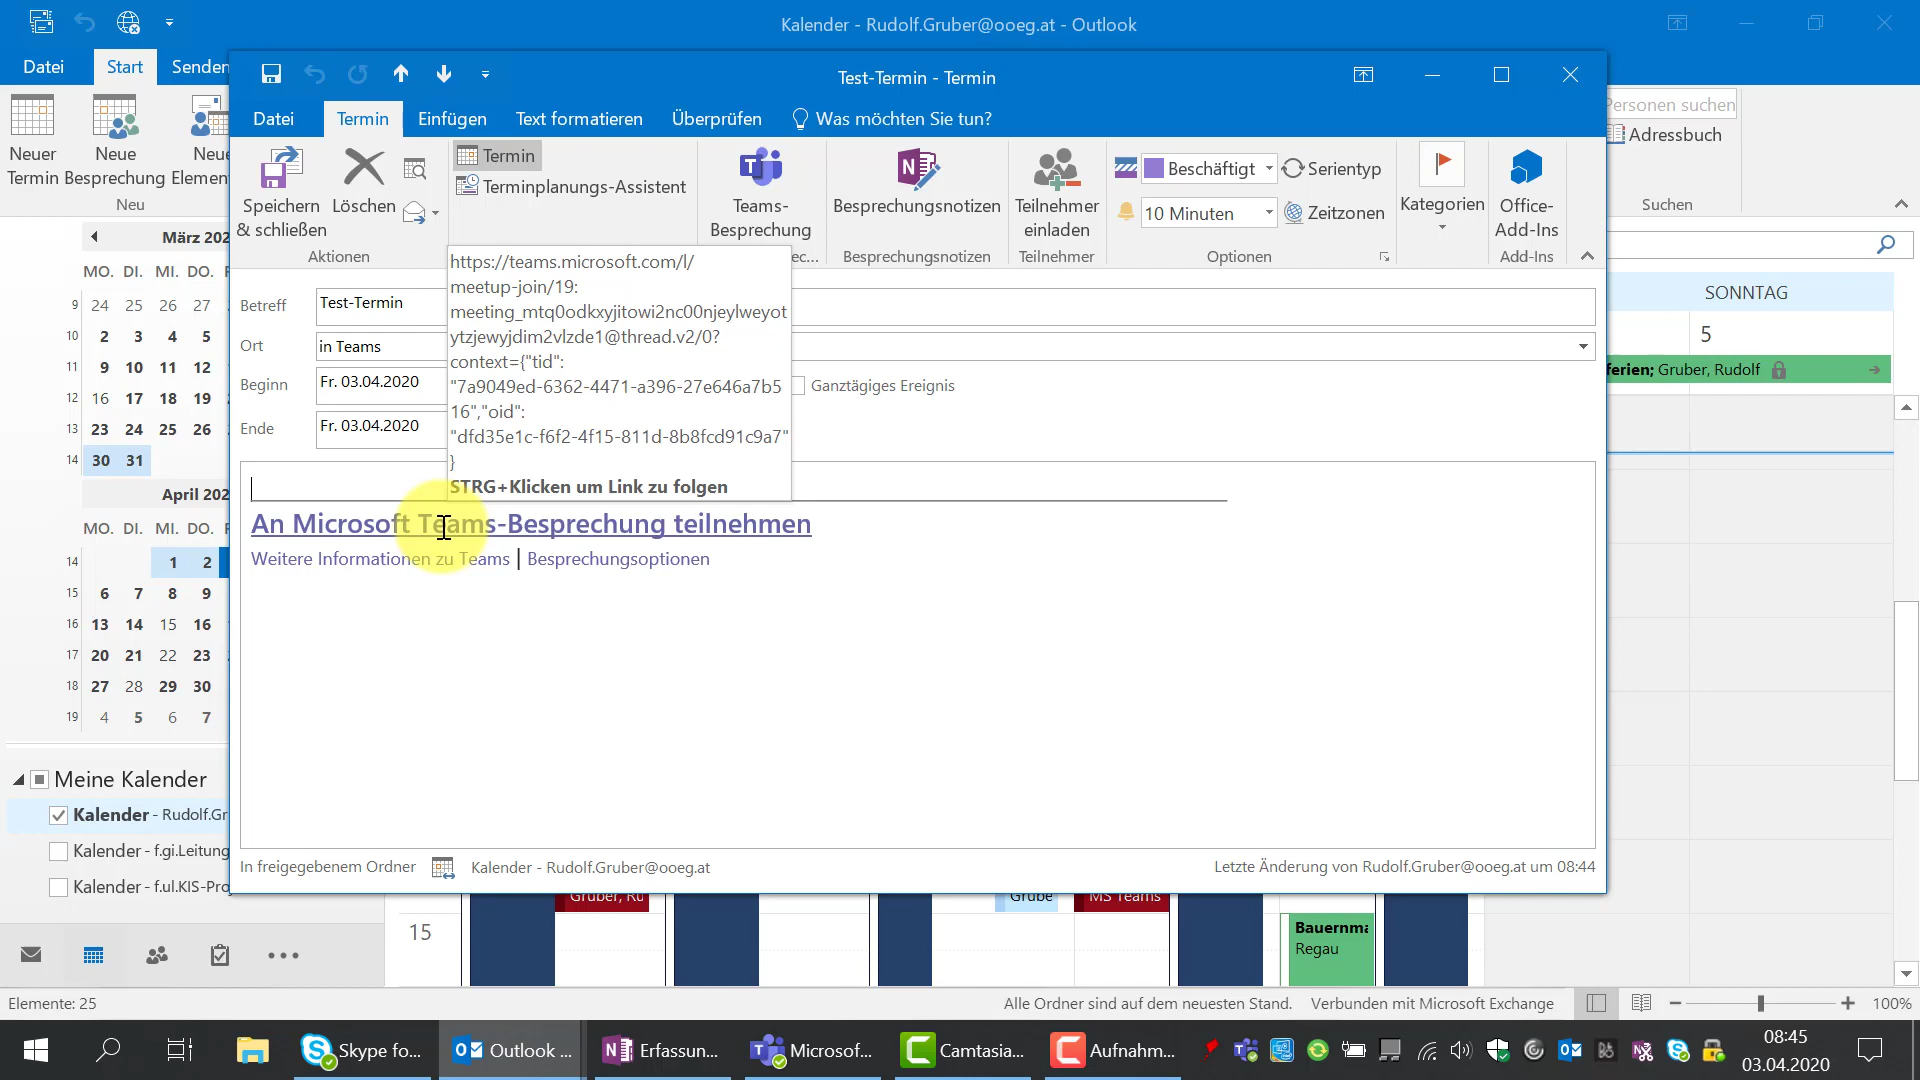 Kalender - Rudolf.Gruber@ooeg.at - Outlook
Datei
Start
Senden
Test-Termin - Termin
Datei
Termin
Einfügen
Text formatieren
Überprüfen
Was möchten Sie tun?
Personen suchen
Adressbuch
Suchen
Neuer
Termin
Neue
Besprechung
Neue
Elemen
Neu
Speichern
& schließen
Löschen
Aktionen
Termin
Terminplanungs-Assistent
Teams-
Besprechung
ec...
Besprechungsnotizen
Besprechungsnotizen
Teilnehmer
einladen
Teilnehmer
Beschäftigt
Serientyp
10 Minuten
Zeitzonen
Optionen
Kategorien
Office-
Add-Ins
Add-Ins
https://teams.microsoft.com/l/
meetup-join/19:
meeting_mtq0odkxyjitowi2nc00njeylweyot
ytzjewyjdim2vlzde1@thread.v2/0?
context={"tid":
"7a9049ed-6362-4471-a396-27e646a7b5
16","oid":
"dfd35e1c-f6f2-4f15-811d-8b8fcd91c9a7"
}
STRG+Klicken um Link zu folgen
Betreff
Test-Termin
Ort
in Teams
Beginn
Fr. 03.04.2020
Ganztägiges Ereignis
Ende
Fr. 03.04.2020
An Microsoft Teams-Besprechung teilnehmen
Weitere Informationen zu Teams | Besprechungsoptionen
In freigegebenem Ordner
Kalender - Rudolf.Gruber@ooeg.at
Letzte Änderung von Rudolf.Gruber@ooeg.at um 08:44
März 202
MO. DI. MI. DO.
9 24 25 26 27
10 2 3 4 5
11 9 10 11 12
12 16 17 18 19
13 23 24 25 26
14 30 31
April 202
MO. DI. MI. DO.
14 1 2
15 6 7 8 9
16 13 14 15 16
17 20 21 22 23
18 27 28 29 30
19 4 5 6 7
Meine Kalender
Kalender - Rudolf.Gr
Kalender - f.gi.Leitung
Kalender - f.ul.KIS-Pro
SONNTAG
5
ferien; Gruber, Rudolf
15
Gruber, Ru
Grube
MS Teams
Bauernma
Regau
Elemente: 25
Alle Ordner sind auf dem neuesten Stand.
Verbunden mit Microsoft Exchange
100%
Skype fo...
Outlook ...
Erfassun...
Microsof...
Camtasia...
Aufnahm...
08:45
03.04.2020